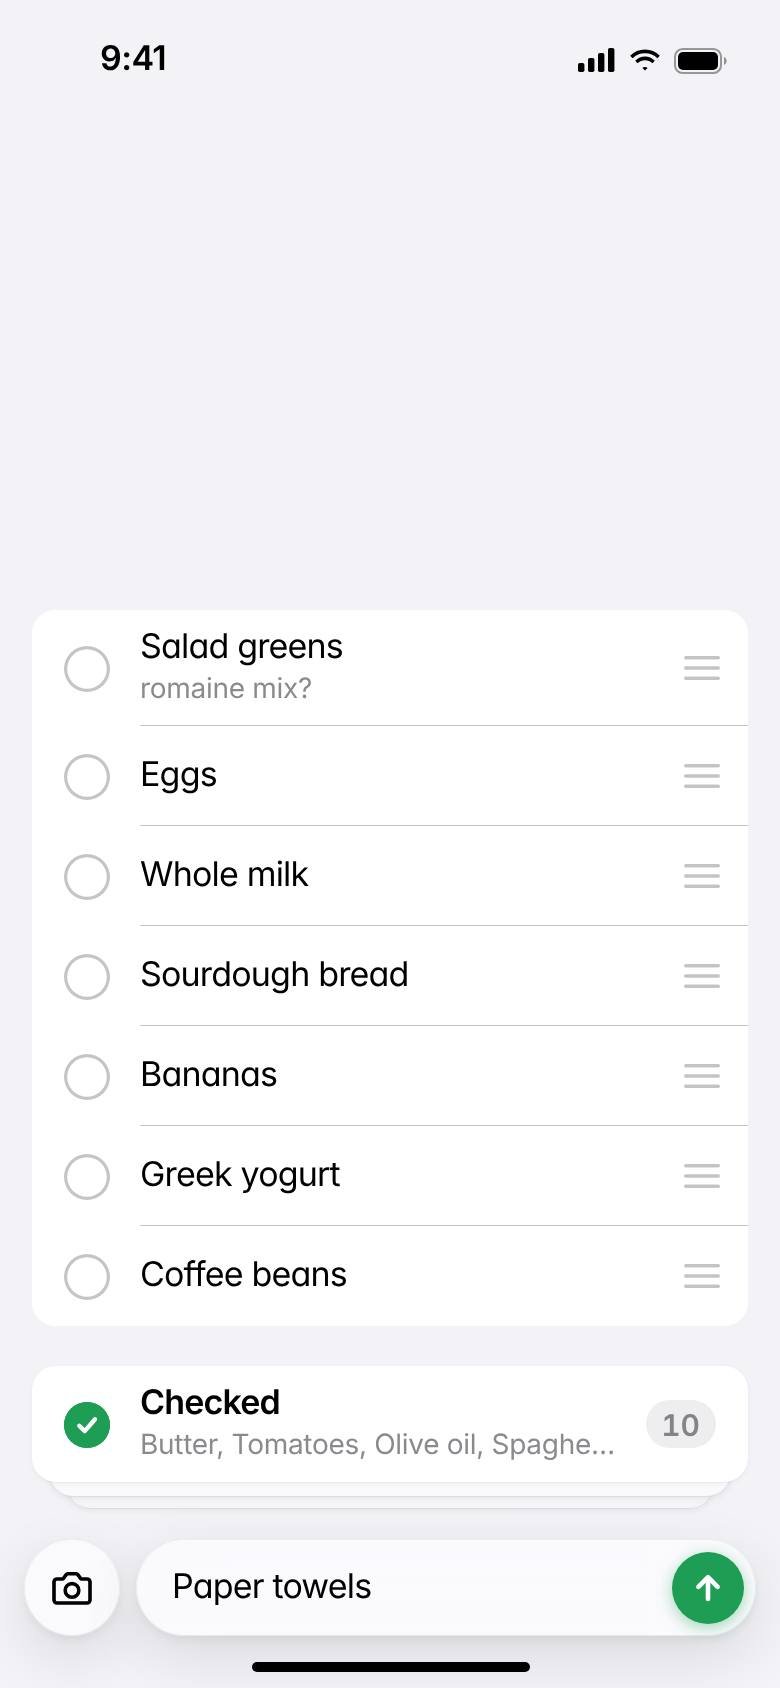 9:41
Salad greens
romaine mix?
Eggs
Whole milk
Sourdough bread
Bananas
Greek yogurt
Coffee beans
Checked
Butter, Tomatoes, Olive oil, Spaghe...
10
Paper towels